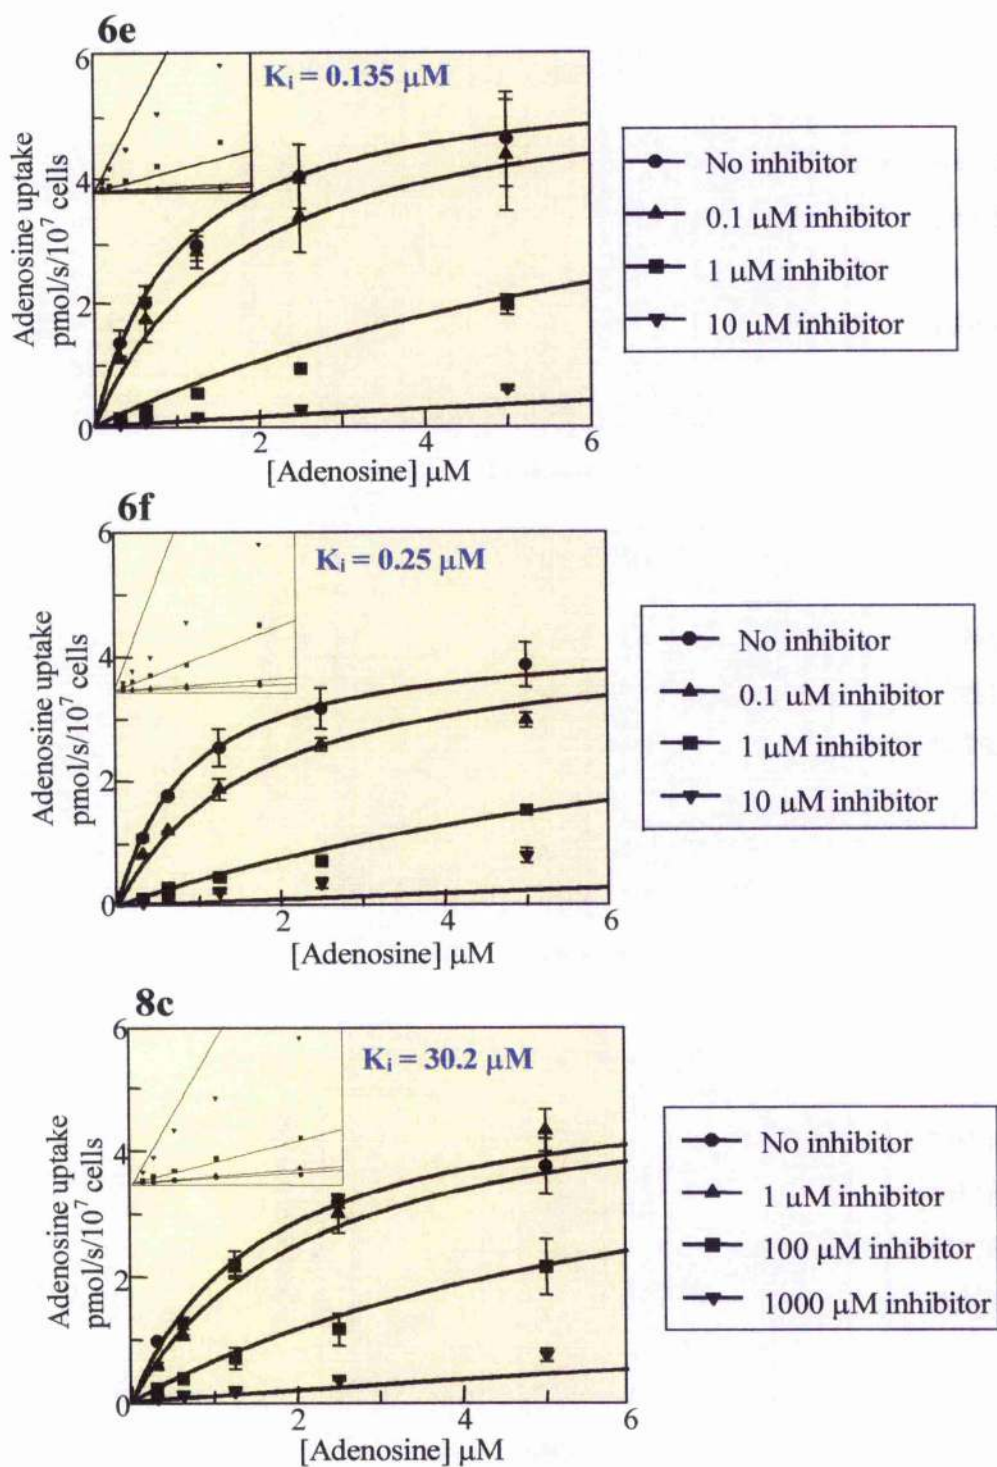 6e
6
4
2
0
2
4
6
Adenosine uptake
pmol/s/10⁷ cells
[Adenosine] µM
Kᵢ = 0.135 µM
No inhibitor
0.1 µM inhibitor
1 µM inhibitor
10 µM inhibitor
6f
6
4
2
0
2
4
6
Adenosine uptake
pmol/s/10⁷ cells
[Adenosine] µM
Kᵢ = 0.25 µM
No inhibitor
0.1 µM inhibitor
1 µM inhibitor
10 µM inhibitor
8c
6
4
2
0
2
4
6
Adenosine uptake
pmol/s/10⁷ cells
[Adenosine] µM
Kᵢ = 30.2 µM
No inhibitor
1 µM inhibitor
100 µM inhibitor
1000 µM inhibitor